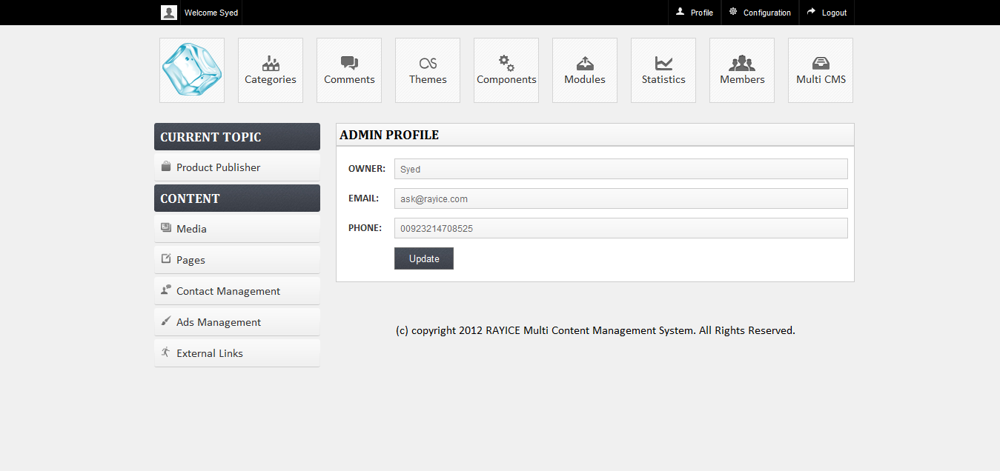 Welcome Syed
Profile
Configuration
Logout
Categories
Comments
Themes
Components
Modules
Statistics
Members
Multi CMS
CURRENT TOPIC
Product Publisher
CONTENT
Media
Pages
Contact Management
Ads Management
External Links
ADMIN PROFILE
OWNER: Syed
EMAIL: ask@rayice.com
PHONE: 00923214708525
Update
(c) copyright 2012 RAYICE Multi Content Management System. All Rights Reserved.